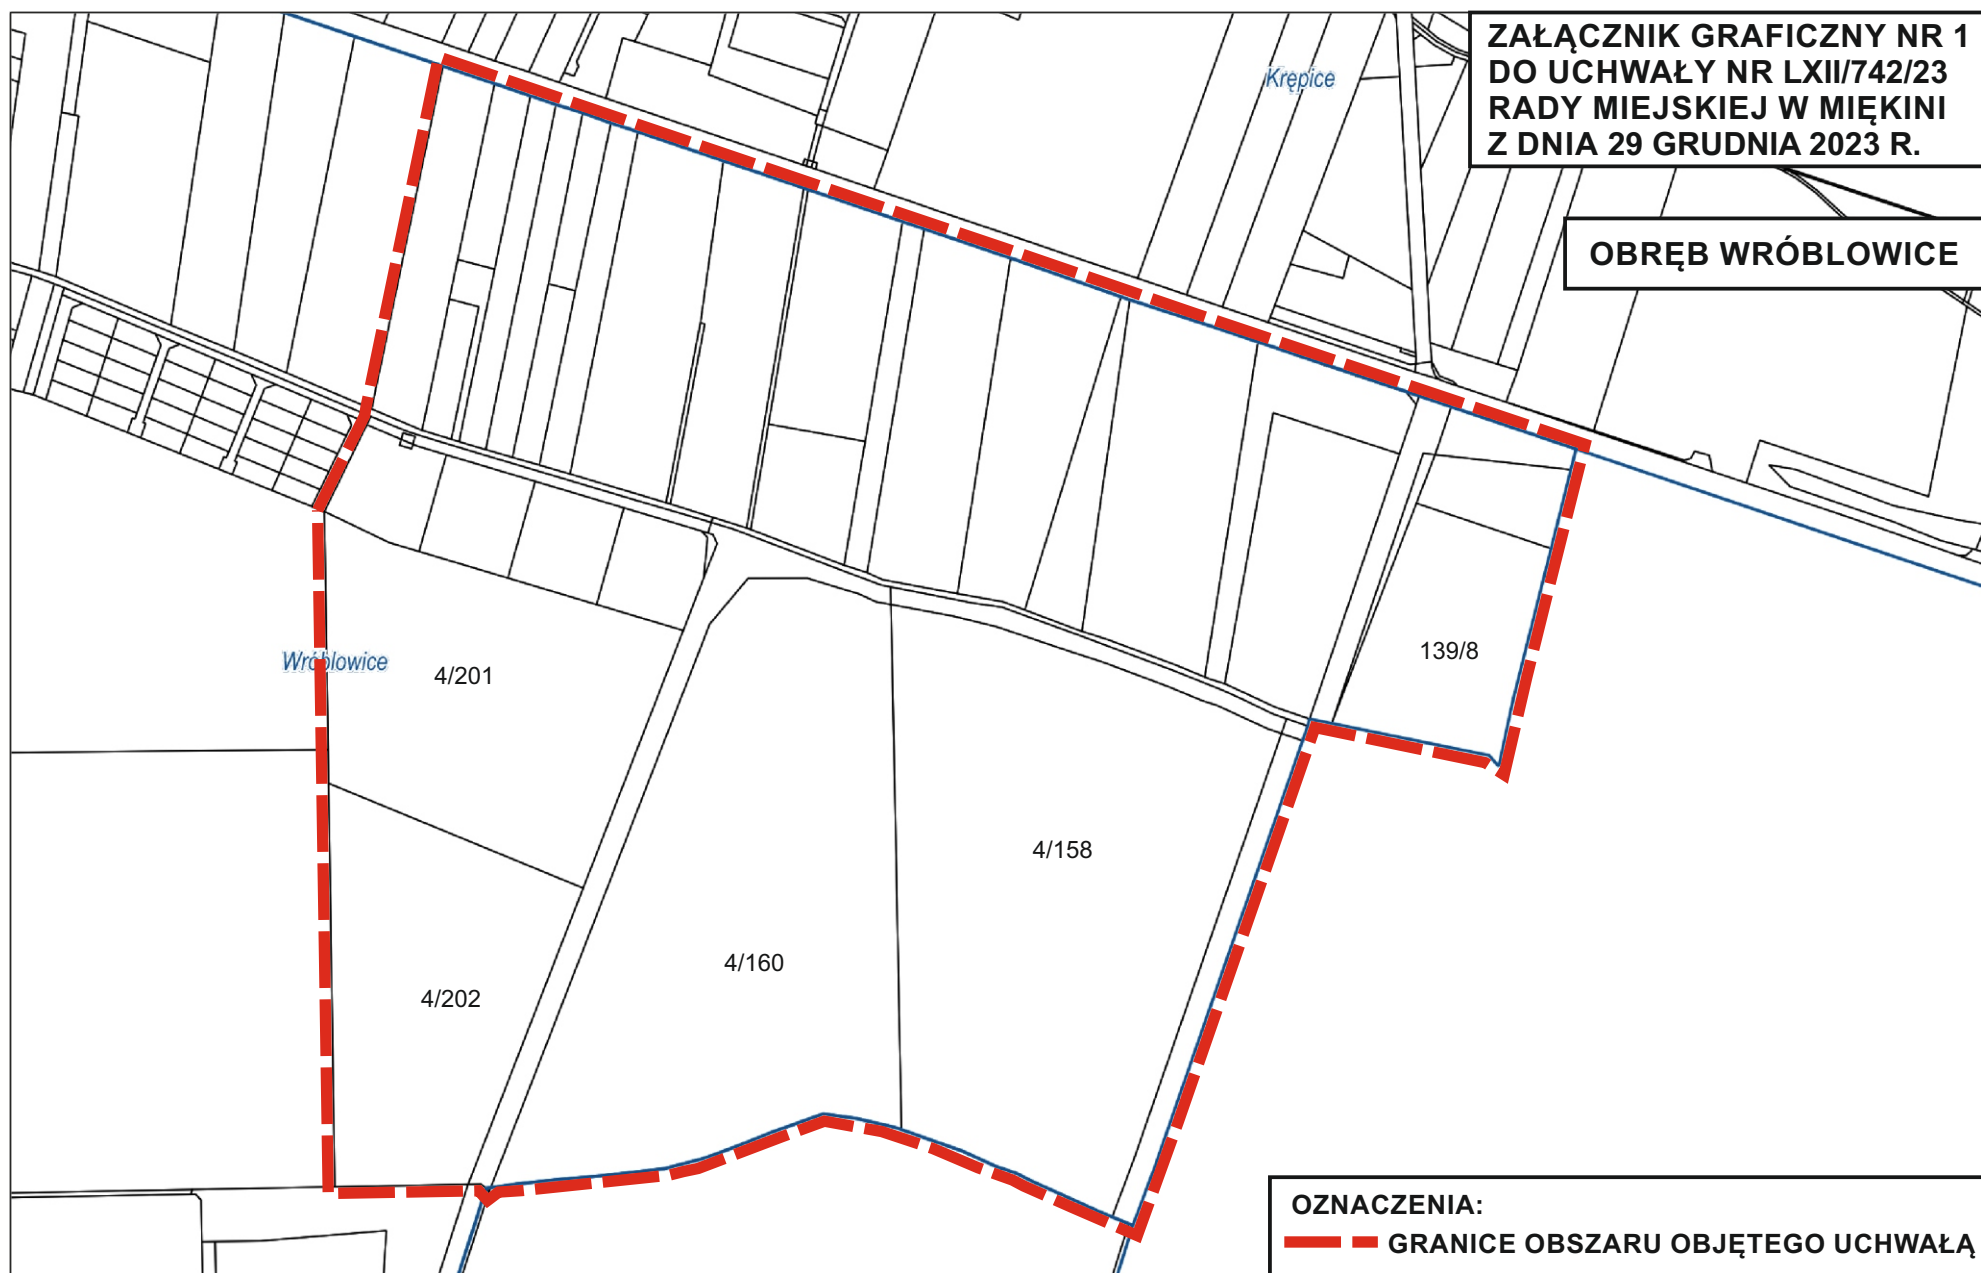 ZAŁĄCZNIK GRAFICZNY NR 1
DO UCHWAŁY NR LXII/742/23
RADY MIEJSKIEJ W MIĘKINI
Z DNIA 29 GRUDNIA 2023 R.
Krępice
OBRĘB WRÓBLOWICE
139/8
Wróblowice
4/201
4/158
4/160
4/202
OZNACZENIA:
GRANICE OBSZARU OBJĘTEGO UCHWAŁĄ